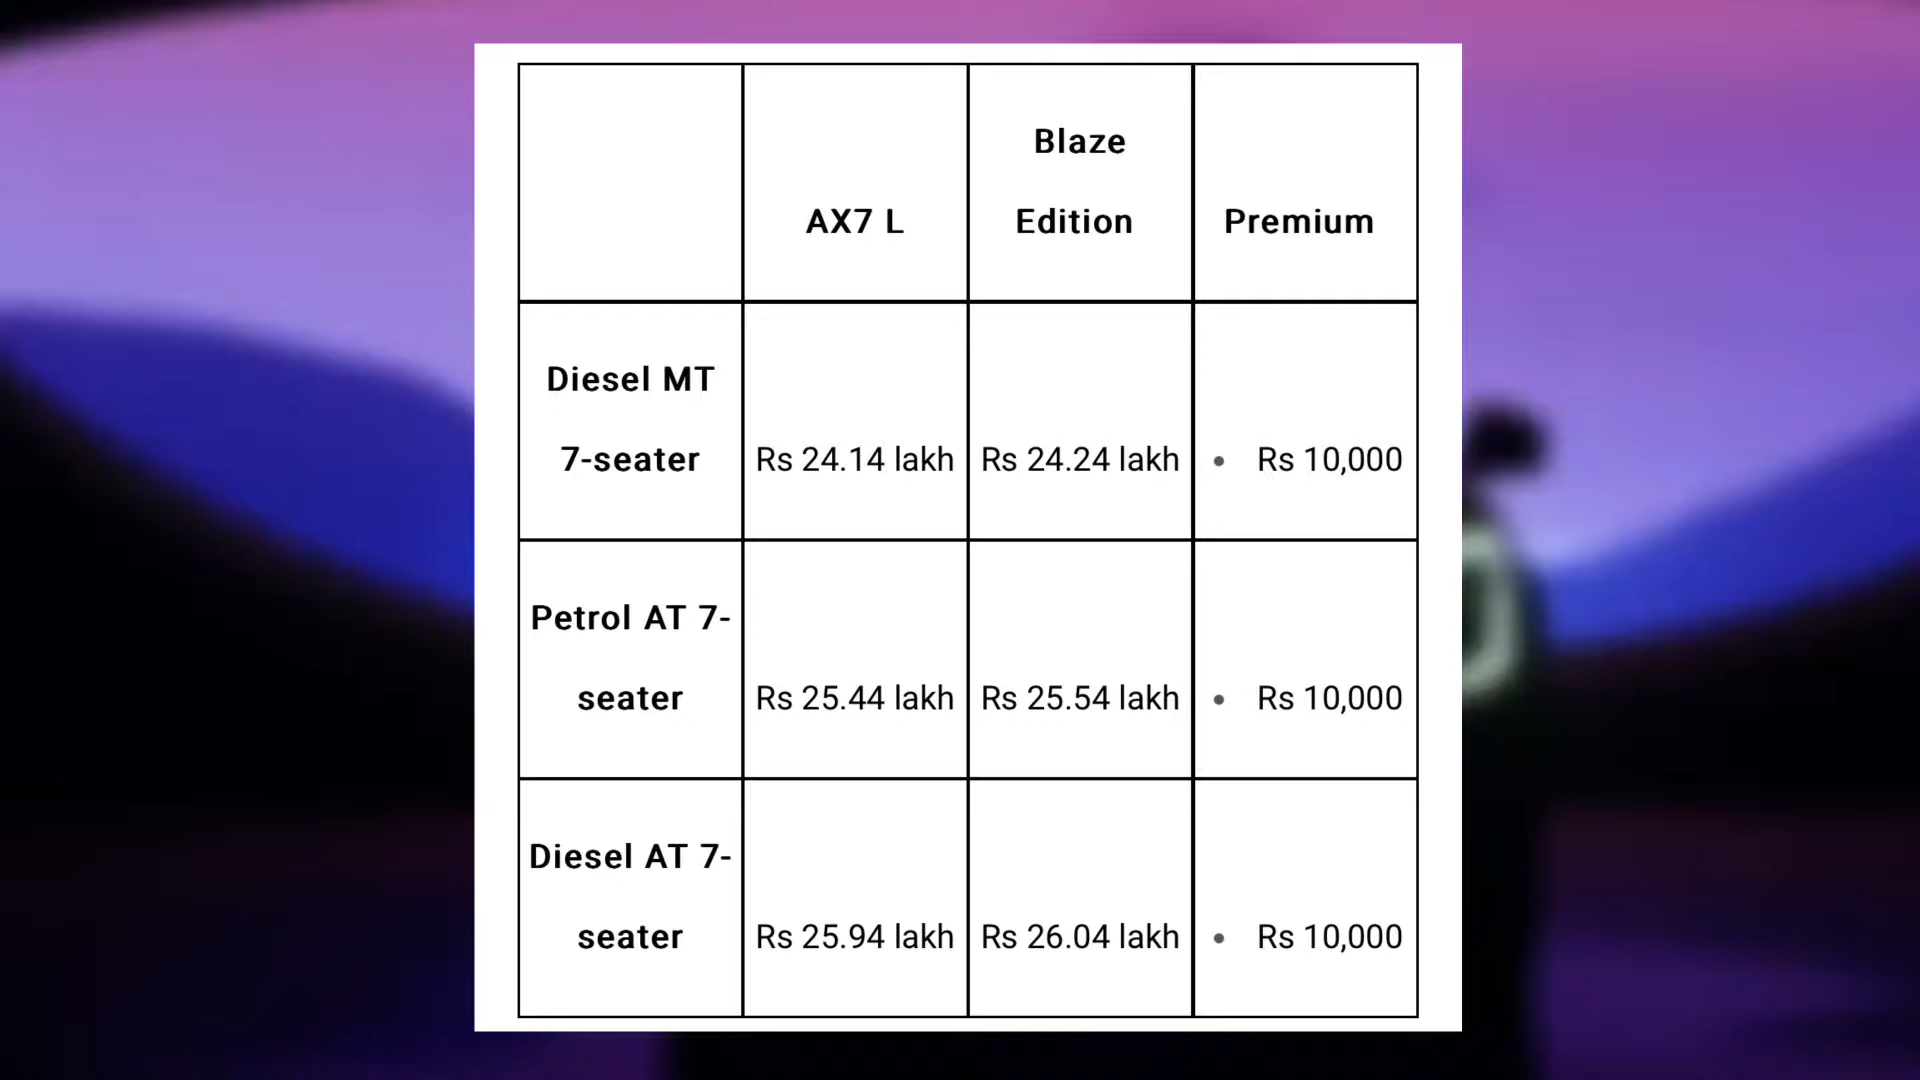 AX7 L
Blaze
Edition
Premium
Diesel MT
7-seater
Rs 24.14 lakh
Rs 24.24 lakh
• Rs 10,000
Petrol AT 7-
seater
Rs 25.44 lakh
Rs 25.54 lakh
• Rs 10,000
Diesel AT 7-
seater
Rs 25.94 lakh
Rs 26.04 lakh
• Rs 10,000